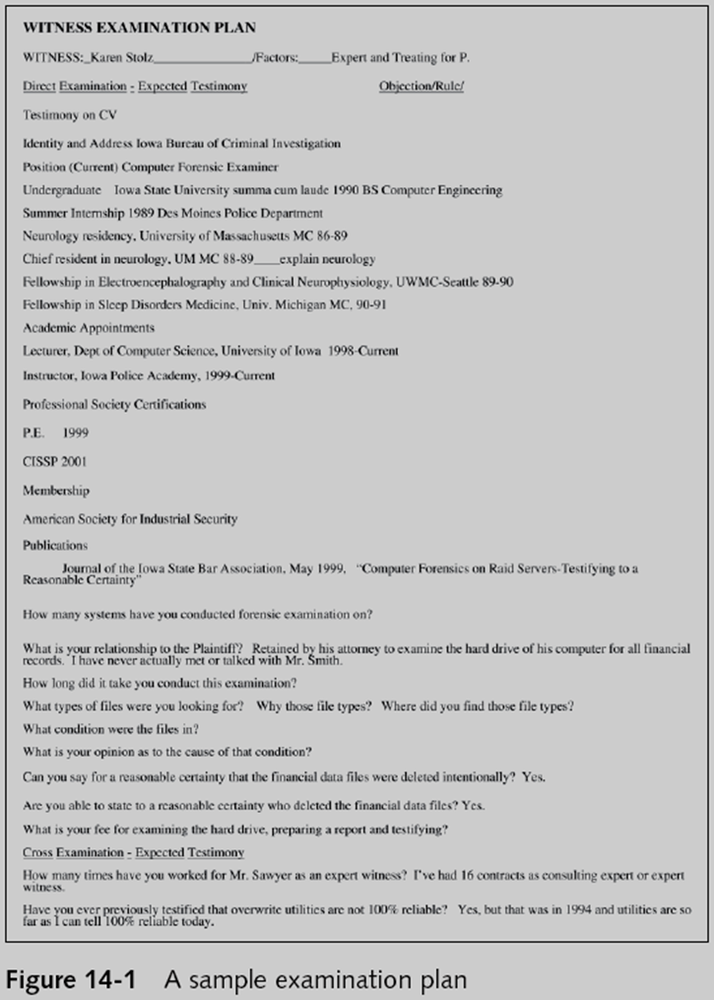 WITNESS EXAMINATION PLAN
WITNESS:_Karen Stolz________________/Factors:_____Expert and Treating for P.
Direct Examination - Expected Testimony Objection/Rule/
Testimony on CV
Identity and Address Iowa Bureau of Criminal Investigation
Position (Current) Computer Forensic Examiner
Undergraduate Iowa State University summa cum laude 1990 BS Computer Engineering
Summer Internship 1989 Des Moines Police Department
Neurology residency, University of Massachusetts MC 86-89
Chief resident in neurology, UM MC 88-89____explain neurology
Fellowship in Electroencephalography and Clinical Neurophysiology, UWMC-Seattle 89-90
Fellowship in Sleep Disorders Medicine, Univ. Michigan MC, 90-91
Academic Appointments
Lecturer, Dept of Computer Science, University of Iowa 1998-Current
Instructor, Iowa Police Academy, 1999-Current
Professional Society Certifications
P.E. 1999
CISSP 2001
Membership
American Society for Industrial Security
Publications
Journal of the Iowa State Bar Association, May 1999, "Computer Forensics on Raid Servers-Testifying to a
Reasonable Certainty"
How many systems have you conducted forensic examination on?
What is your relationship to the Plaintiff? Retained by his attorney to examine the hard drive of his computer for all financial
records. I have never actually met or talked with Mr. Smith.
How long did it take you conduct this examination?
What types of files were you looking for? Why those file types? Where did you find those file types?
What condition were the files in?
What is your opinion as to the cause of that condition?
Can you say for a reasonable certainty that the financial data files were deleted intentionally? Yes.
Are you able to state to a reasonable certainty who deleted the financial data files? Yes.
What is your fee for examining the hard drive, preparing a report and testifying?
Cross Examination - Expected Testimony
How many times have you worked for Mr. Sawyer as an expert witness? I've had 16 contracts as consulting expert or expert
witness.
Have you ever previously testified that overwrite utilities are not 100% reliable? Yes, but that was in 1994 and utilities are so
far as I can tell 100% reliable today.
Figure 14-1 A sample examination plan